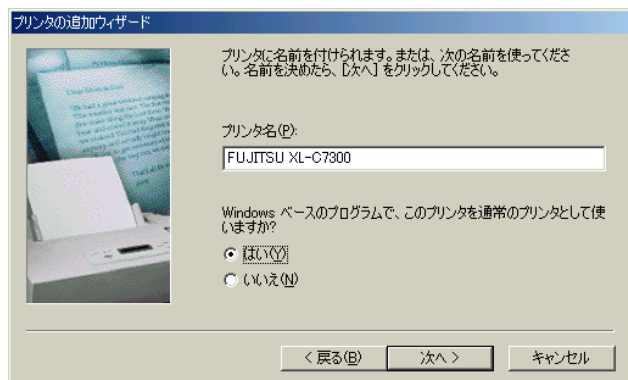 プリンタの追加ウィザード
プリンタに名前を付けられます。または、次の名前を使ってくださ
い。名前を決めたら、[次へ] をクリックしてください。
プリンタ名(P):
FUJITSU XL-C7300
Windows ベースのプログラムで、このプリンタを通常のプリンタとして使
いますか?
はい(Y)
いいえ(N)
< 戻る(B)
次へ >
キャンセル